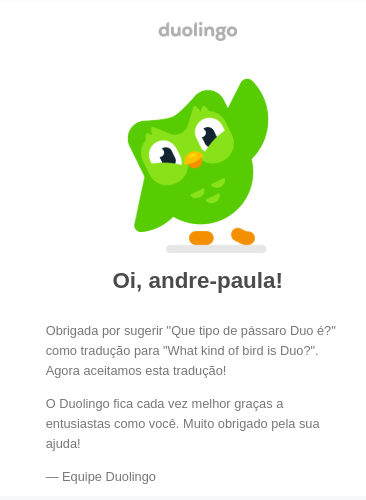 duolingo
Oi, andre-paula!
Obrigada por sugerir "Que tipo de pássaro Duo é?"
como tradução para "What kind of bird is Duo?".
Agora aceitamos esta tradução!
O Duolingo fica cada vez melhor graças a
entusiastas como você. Muito obrigado pela sua
ajuda!
— Equipe Duolingo